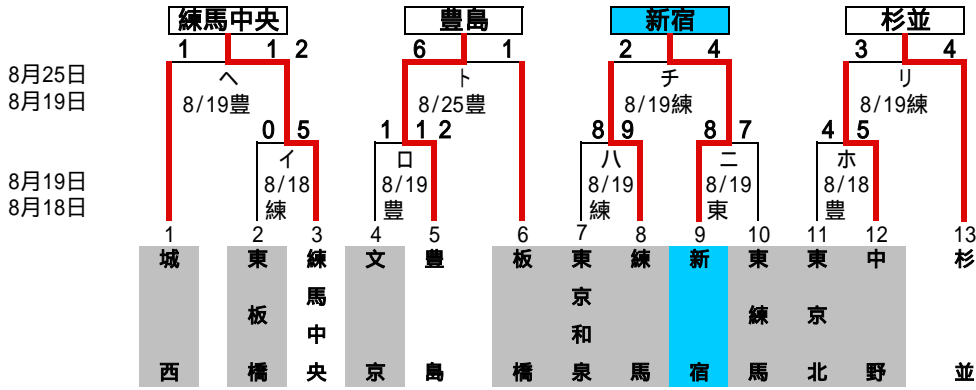 練馬中央 豊島 新宿 杉並
1 1 2 6 1 2 4 3 4
8月25日 ヘ ト チ リ
8月19日 8/19豊 8/25豊 8/19練 8/19練
0 5 1 1 2 8 9 8 7 4 5
イ ロ ハ ニ ホ
8月19日 8/18 8/19 8/19 8/19 8/18
8月18日 練 豊 練 東 豊
1 2 3 4 5 6 7 8 9 10 11 12 13
城西
東板橋
練馬中央
文京
豊島
板橋
東京和泉
練馬
新宿
東練馬
東京北
中野
杉並